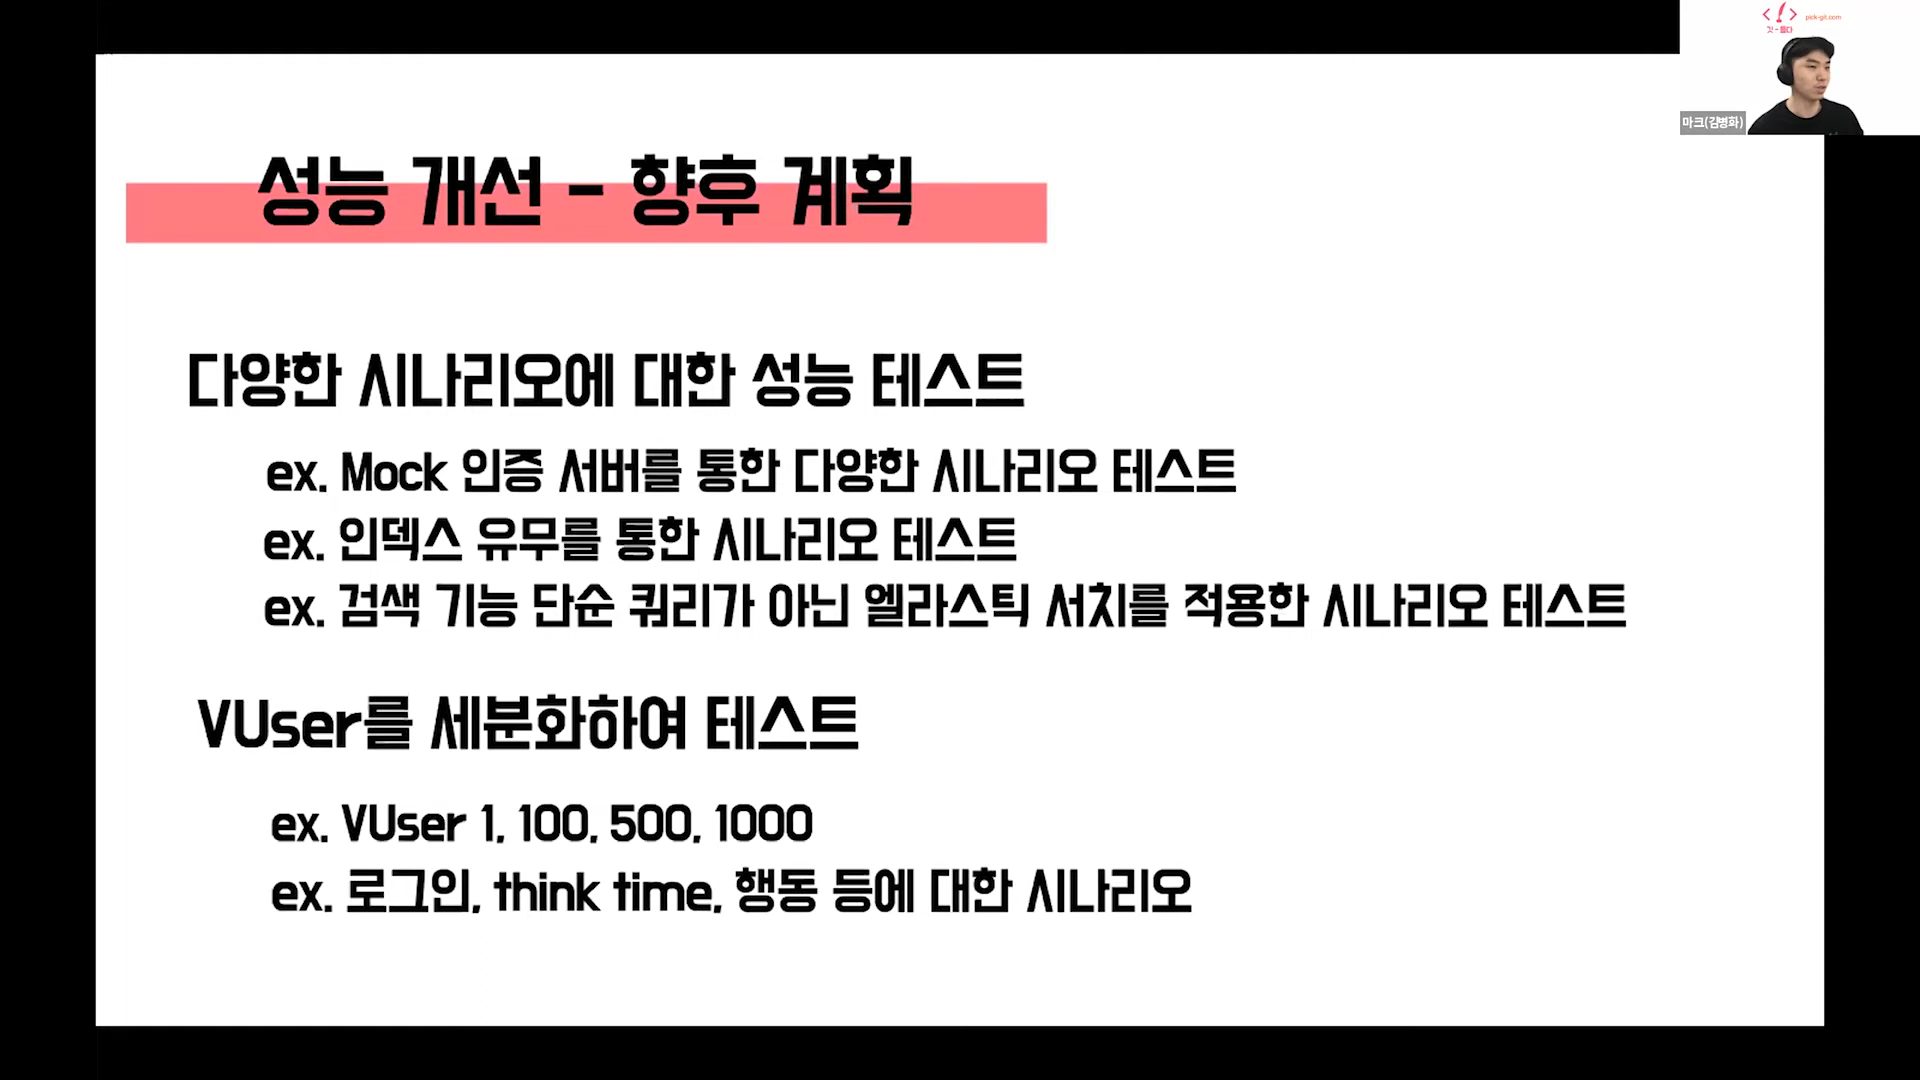 pick-git.com
깃-들다
마크(김병화)
성능 개선 - 향후 계획
다양한 시나리오에 대한 성능 테스트
ex. Mock 인증 서버를 통한 다양한 시나리오 테스트
ex. 인덱스 유무를 통한 시나리오 테스트
ex. 검색 기능 단순 쿼리가 아닌 엘라스틱 서치를 적용한 시나리오 테스트
VUser를 세분화하여 테스트
ex. VUser 1, 100, 500, 1000
ex. 로그인, think time, 행동 등에 대한 시나리오